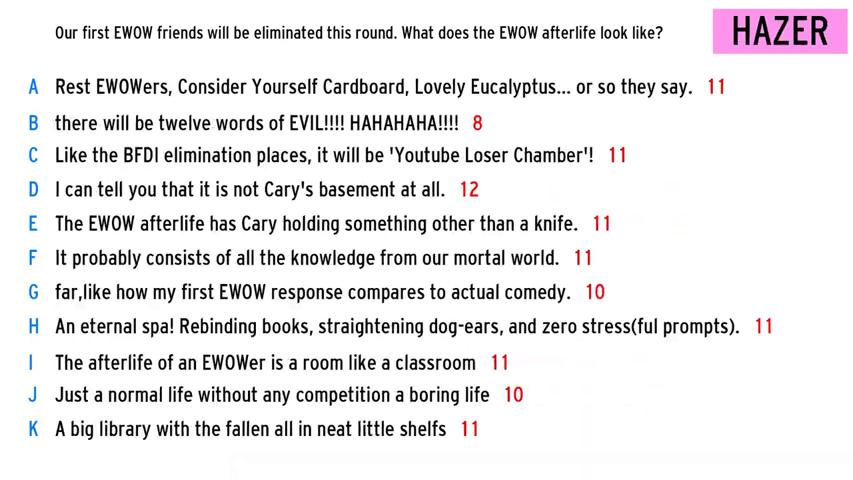 Our first EWOW friends will be eliminated this round. What does the EWOW afterlife look like?
HAZER
A Rest EWOWers, Consider Yourself Cardboard, Lovely Eucalyptus... or so they say. 11
B there will be twelve words of EVIL!!!! HAHAHAHA!!!! 8
C Like the BFDI elimination places, it will be 'Youtube Loser Chamber'! 11
D I can tell you that it is not Cary's basement at all. 12
E The EWOW afterlife has Cary holding something other than a knife. 11
F It probably consists of all the knowledge from our mortal world. 11
G far,like how my first EWOW response compares to actual comedy. 10
H An eternal spa! Rebinding books, straightening dog-ears, and zero stress(ful prompts). 11
I The afterlife of an EWOWer is a room like a classroom 11
J Just a normal life without any competition a boring life 10
K A big library with the fallen all in neat little shelfs 11